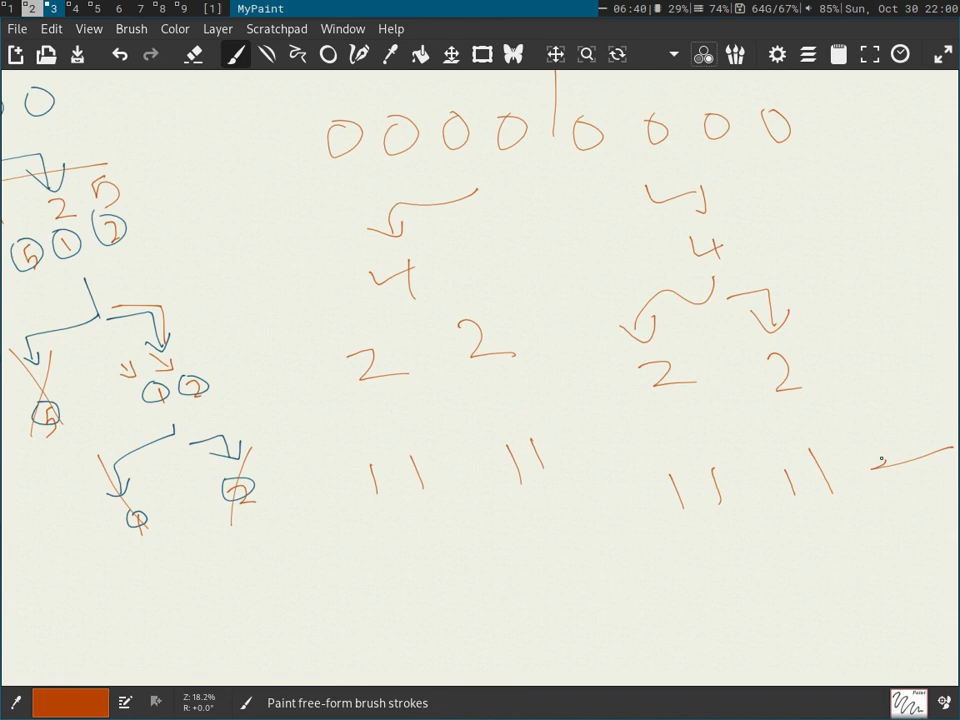 1 2 3 4 5 6 7 8 9 [1] MyPaint 06:40 29% 74% 64G/67% 85% Sun, Oct 30 22:00
File Edit View Brush Color Layer Scratchpad Window Help
0
0 0 0 0 0 0 0 0
2 5
5 1 2
4 4
2 2 2 2
1 2
5
1 1 1 1 1 1 1 1
1 2
Z: 18.2%
R: +0.0°
Paint free-form brush strokes